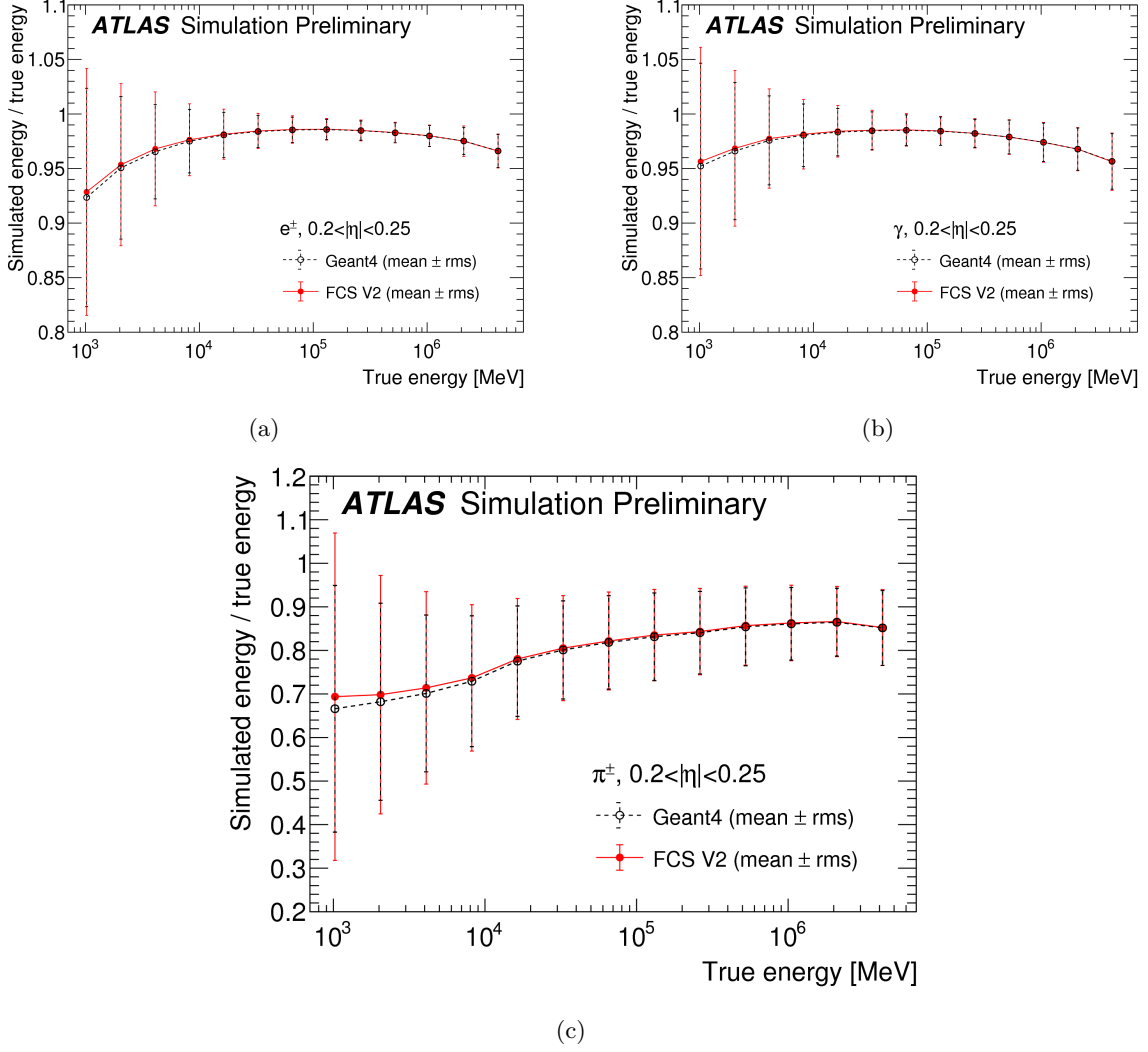 ATLAS Simulation Preliminary
Simulated energy / true energy
1.1
1.05
1
0.95
0.9
0.85
0.8
e±, 0.2<|η|<0.25
Geant4 (mean ± rms)
FCS V2 (mean ± rms)
10³ 10⁴ 10⁵ 10⁶
True energy [MeV]
(a)
ATLAS Simulation Preliminary
Simulated energy / true energy
1.1
1.05
1
0.95
0.9
0.85
0.8
γ, 0.2<|η|<0.25
Geant4 (mean ± rms)
FCS V2 (mean ± rms)
10³ 10⁴ 10⁵ 10⁶
True energy [MeV]
(b)
ATLAS Simulation Preliminary
Simulated energy / true energy
1.2
1.1
1
0.9
0.8
0.7
0.6
0.5
0.4
0.3
0.2
π±, 0.2<|η|<0.25
Geant4 (mean ± rms)
FCS V2 (mean ± rms)
10³ 10⁴ 10⁵ 10⁶
True energy [MeV]
(c)